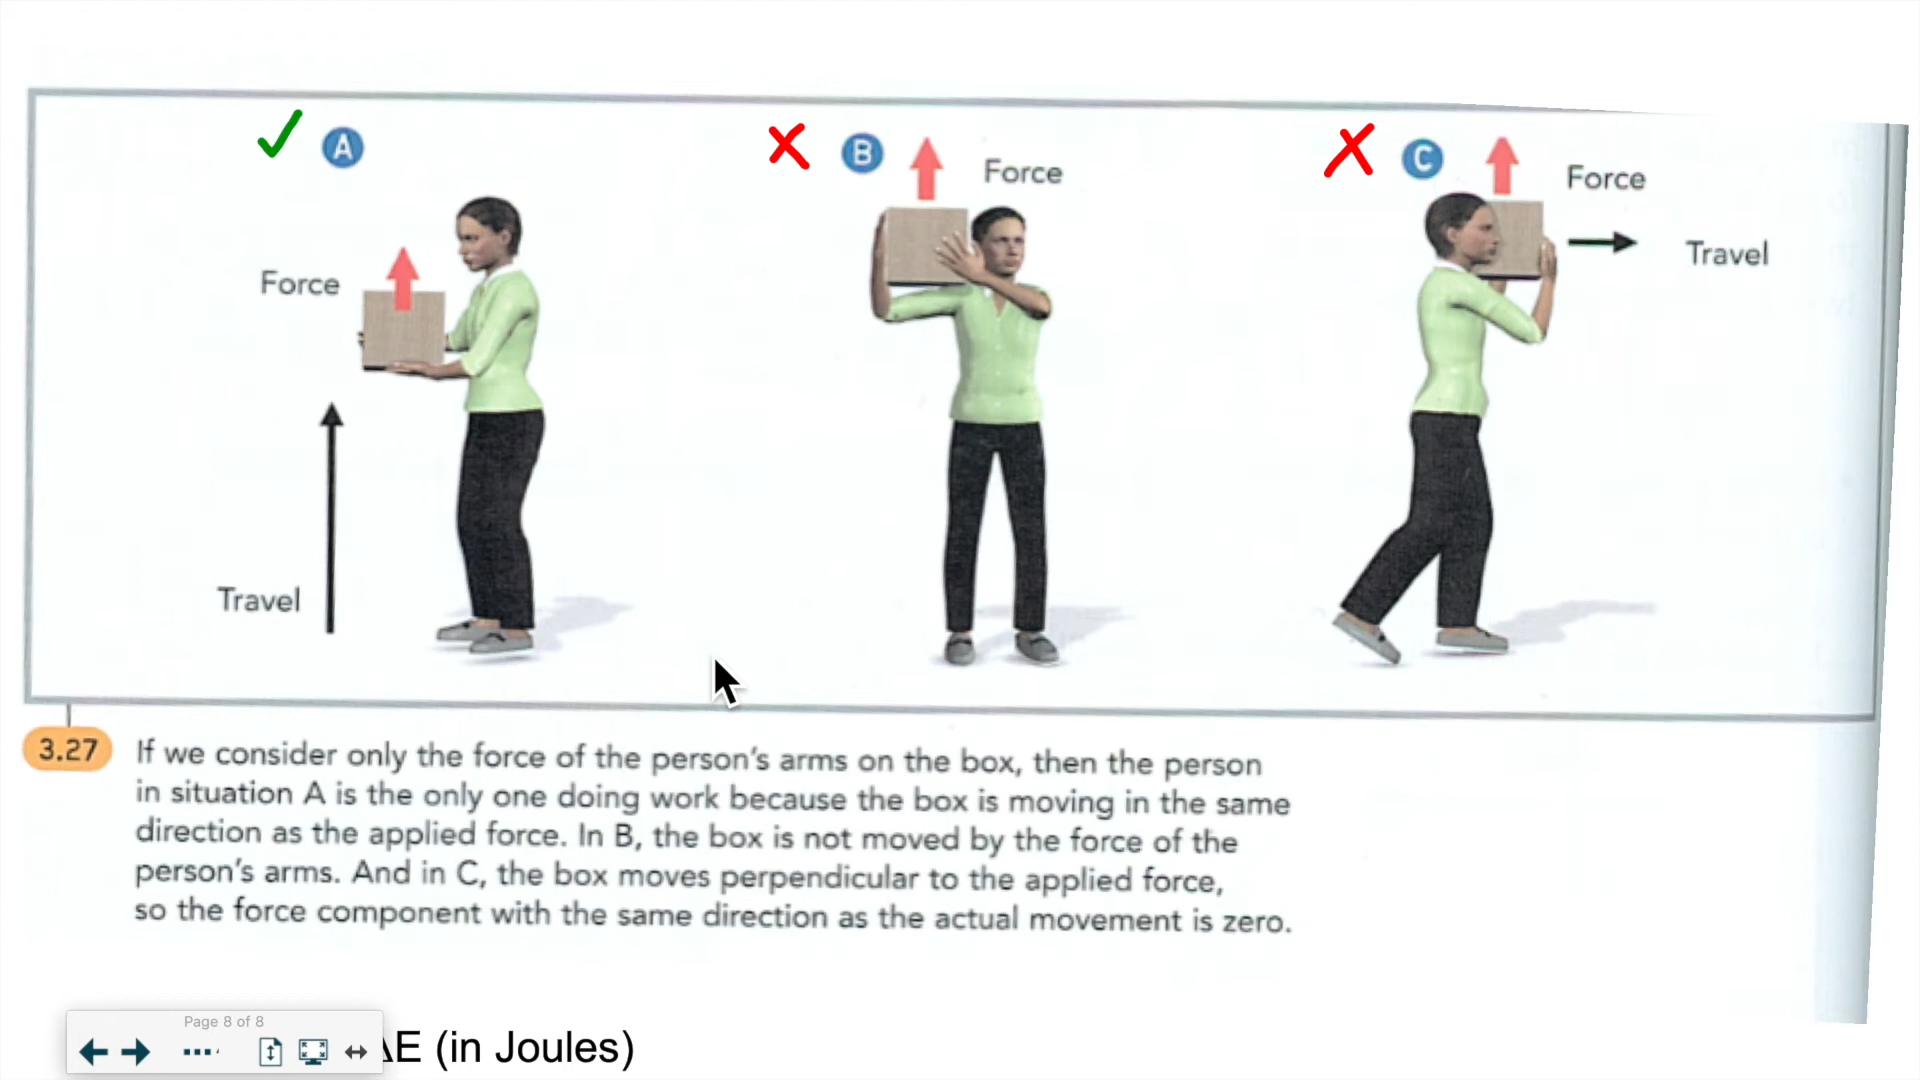 A
B
Force
C
Force
Travel
Force
Travel
3.27
If we consider only the force of the person's arms on the box, then the person
in situation A is the only one doing work because the box is moving in the same
direction as the applied force. In B, the box is not moved by the force of the
person's arms. And in C, the box moves perpendicular to the applied force,
so the force component with the same direction as the actual movement is zero.
Page 8 of 8
ΔE (in Joules)